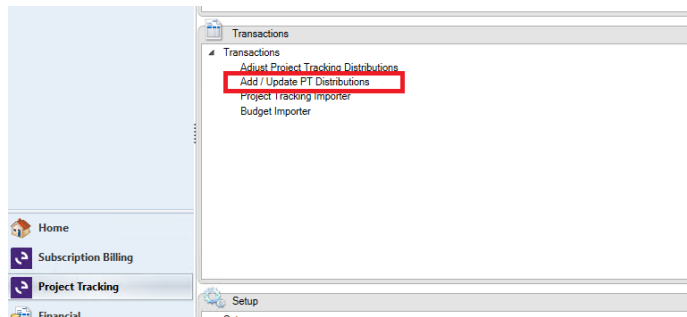 Transactions
Transactions
Adjust Project Tracking Distributions
Add / Update PT Distributions
Project Tracking Importer
Budget Importer
Home
Subscription Billing
Project Tracking
Setup
Financial